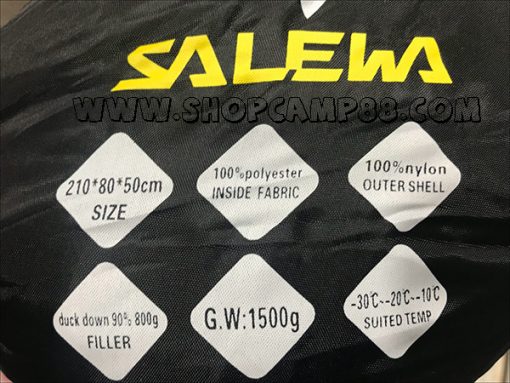 SALEWA
WWW.SHOPCAMP88.COM
210*80*50cm
SIZE
100%polyester
INSIDE FABRIC
100%nylon
OUTER SHELL
duck down 90% 800g
FILLER
G.W:1500g
-30℃~-20℃-10℃
SUITED TEMP